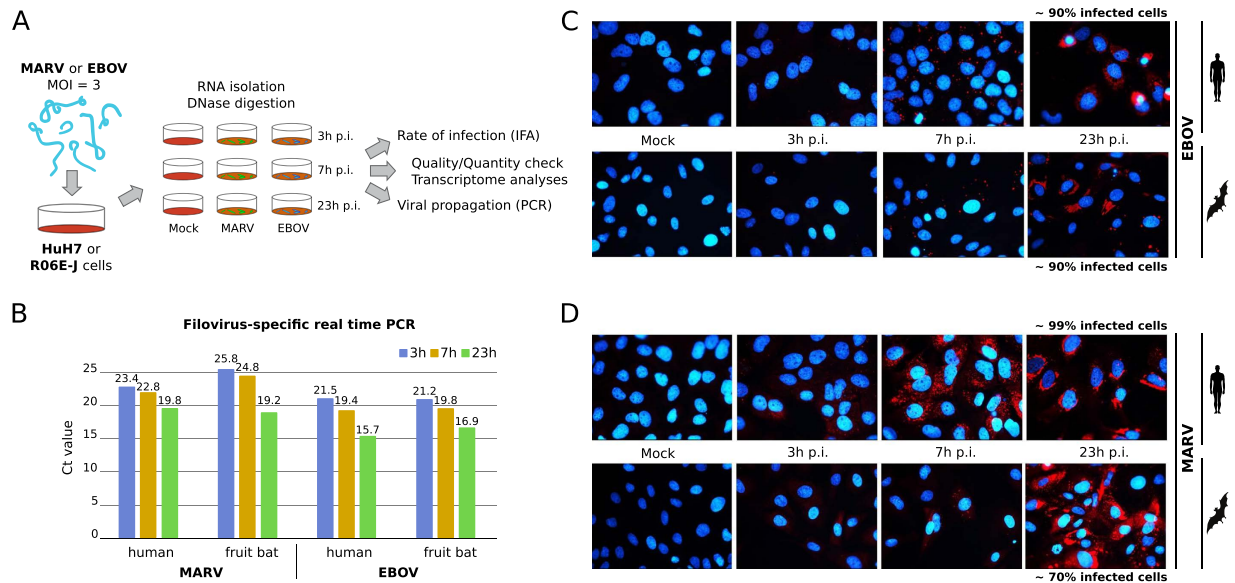 A
MARV or EBOV
MOI = 3
HuH7 or
R06E-J cells
RNA isolation
DNase digestion
3h p.i.
7h p.i.
23h p.i.
Mock MARV EBOV
Rate of infection (IFA)
Quality/Quantity check
Transcriptome analyses
Viral propagation (PCR)
B
Filovirus-specific real time PCR
3h 7h 23h
Ct value
25
20
15
10
5
0
23.4 22.8 19.8
25.8 24.8 19.2
21.5 19.4 15.7
21.2 19.8 16.9
human fruit bat human fruit bat
MARV EBOV
C
~ 90% infected cells
Mock 3h p.i. 7h p.i. 23h p.i.
~ 90% infected cells
EBOV
D
~ 99% infected cells
Mock 3h p.i. 7h p.i. 23h p.i.
~ 70% infected cells
MARV